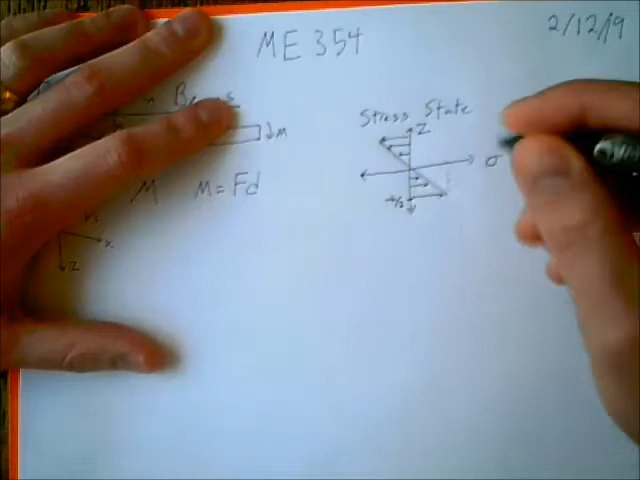 ME 354
2/12/19
Stress State
Z
M
σ
M
M = Fd
x
Z